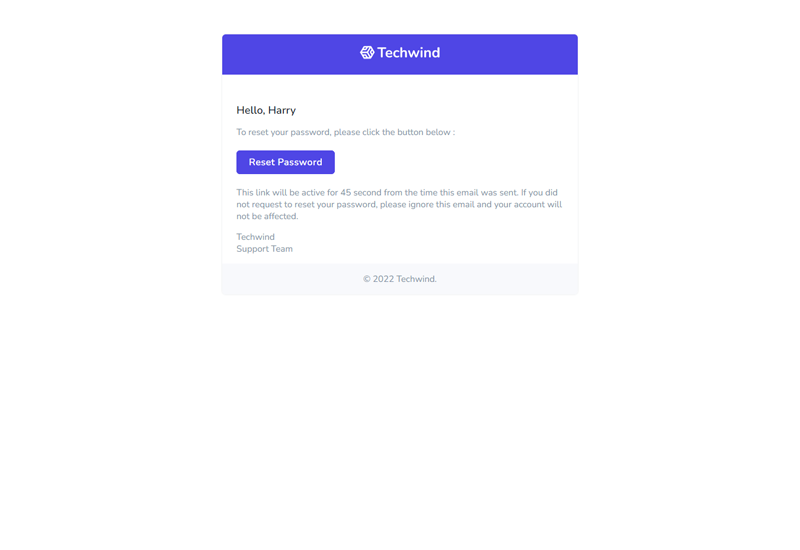 Techwind
Hello, Harry
To reset your password, please click the button below :
Reset Password
This link will be active for 45 second from the time this email was sent. If you did
not request to reset your password, please ignore this email and your account will
not be affected.
Techwind
Support Team
© 2022 Techwind.